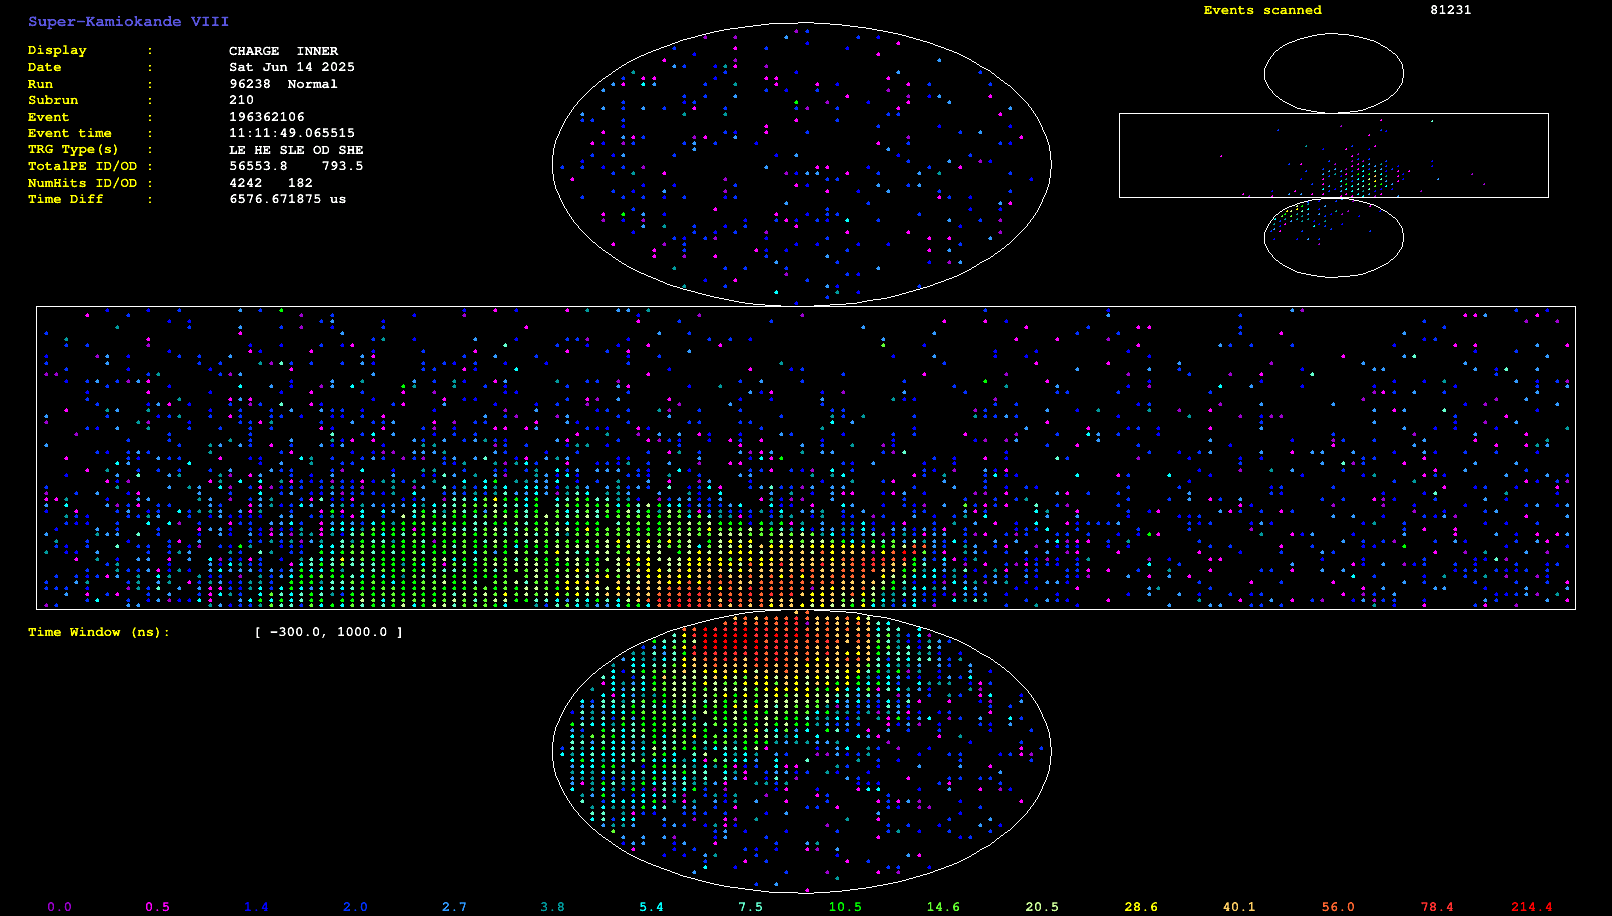 Super-Kamiokande VIII
Events scanned 81231
Display : CHARGE INNER
Date : Sat Jun 14 2025
Run : 96238 Normal
Subrun : 210
Event : 196362106
Event time : 11:11:49.065515
TRG Type(s) : LE HE SLE OD SHE
TotalPE ID/OD : 56553.8 793.5
NumHits ID/OD : 4242 182
Time Diff : 6576.671875 us
Time Window (ns): [ -300.0, 1000.0 ]
0.0 0.5 1.4 2.0 2.7 3.8 5.4 7.5 10.5 14.6 20.5 28.6 40.1 56.0 78.4 214.4